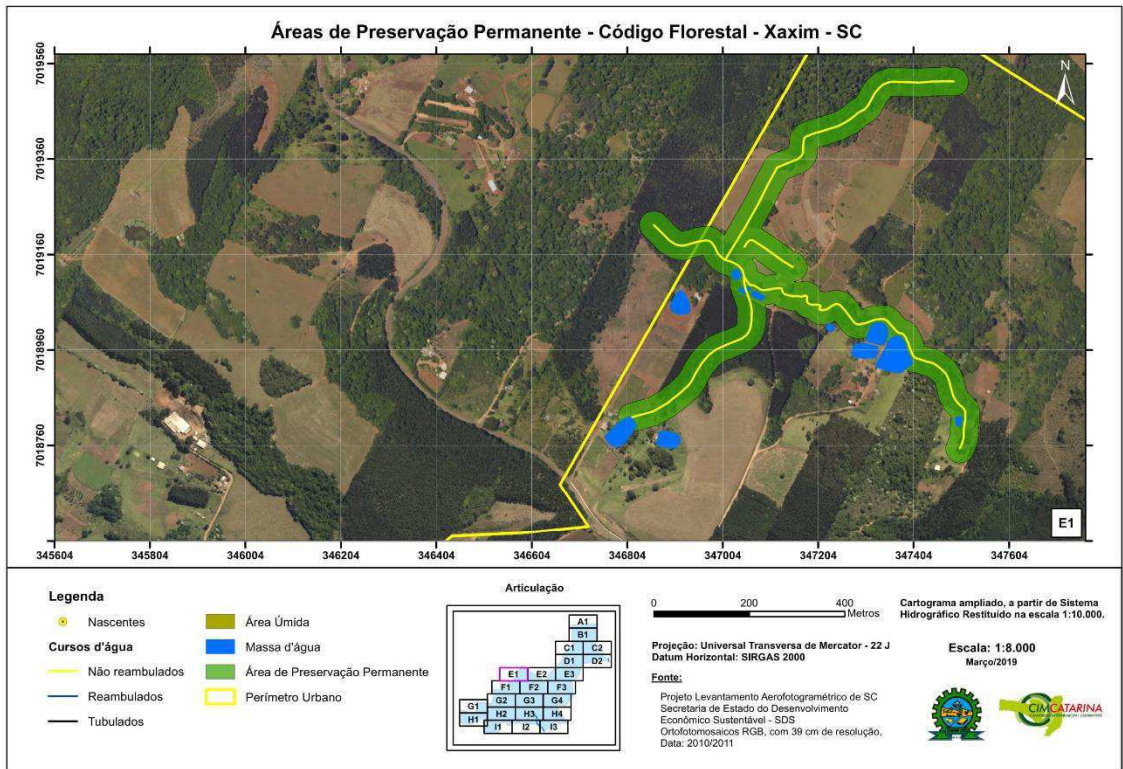 Áreas de Preservação Permanente - Código Florestal - Xaxim - SC
7019560
7019360
7019160
7018960
7018760
N
E1
345604 345804 346004 346204 346404 346604 346804 347004 347204 347404 347604
Legenda
Nascentes
Cursos d'água
Não reambulados
Reambulados
Tubulados
Área Úmida
Massa d'água
Área de Preservação Permanente
Perímetro Urbano
Articulação
A1
B1
C1 C2
D1 D2
E1 E2 E3
F1 F2 F3
G1 G2 G3 G4
H1 H2 H3 H4
I1 I2 I3
0 200 400
Metros
Projeção: Universal Transversa de Mercator - 22 J
Datum Horizontal: SIRGAS 2000
Fonte:
Projeto Levantamento Aerofotogramétrico de SC
Secretaria de Estado do Desenvolvimento
Econômico Sustentável - SDS
Ortofotomosaicos RGB, com 39 cm de resolução,
Data: 2010/2011
Cartograma ampliado, a partir de Sistema
Hidrográfico Restituído na escala 1:10.000.
Escala: 1:8.000
Março/2019
CIMCATARINA